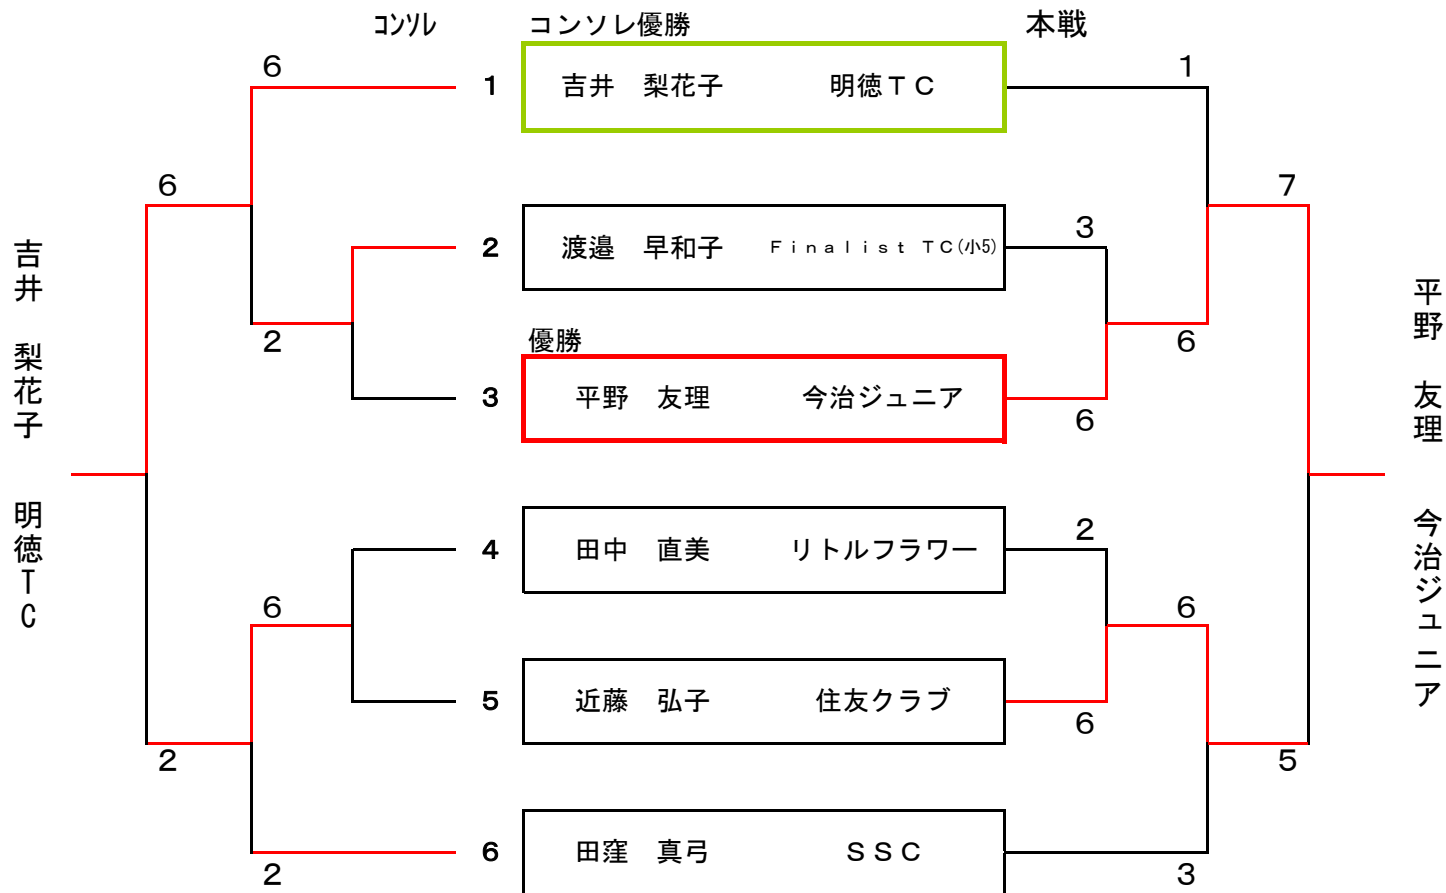 コンソル コンソレ優勝 本戦
6 1
1 吉井 梨花子 明徳TC
6 7
3
2 渡邉 早和子 Finalist TC(小5)
2 優勝 6
3 平野 友理 今治ジュニア
6
2
4 田中 直美 リトルフラワー
6 6
5 近藤 弘子 住友クラブ
6
2 5
6 田窪 真弓 SSC
2 3
吉井 梨花子 明徳TC
平野 友理 今治ジュニア